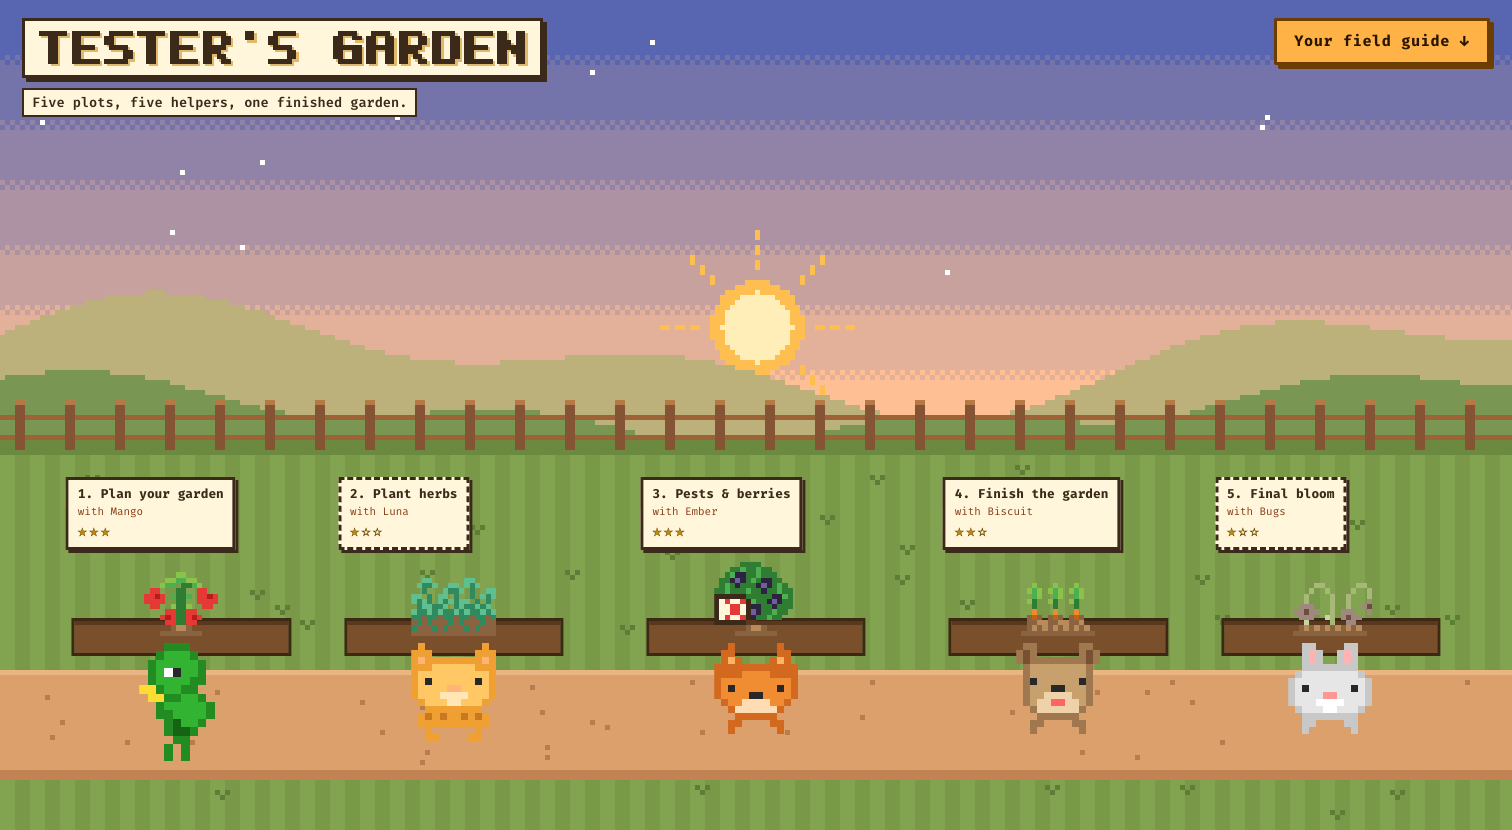 TESTER'S GARDEN
Five plots, five helpers, one finished garden.
Your field guide ↓
1. Plan your garden
with Mango
★★★
2. Plant herbs
with Luna
★☆☆
3. Pests & berries
with Ember
★★★
4. Finish the garden
with Biscuit
★★☆
5. Final bloom
with Bugs
★☆☆